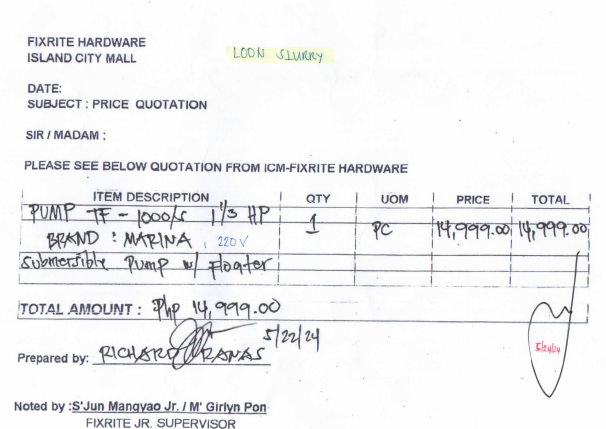 FIXRITE HARDWARE
ISLAND CITY MALL
LOON SLURRY
DATE:
SUBJECT : PRICE QUOTATION
SIR / MADAM :
PLEASE SEE BELOW QUOTATION FROM ICM-FIXRITE HARDWARE
ITEM DESCRIPTION QTY UOM PRICE TOTAL
PUMP TF - 1000/S 1 1/3 HP 1 PC 14,999.00 14,999.00
BRAND : MARINA , 220V
Submersible Pump w/ Floater
TOTAL AMOUNT : Php 14,999.00
5/22/24
5/24/24
Prepared by: RICHARD RANAS
Noted by :S'Jun Mangyao Jr. / M' Girlyn Pon
FIXRITE JR. SUPERVISOR